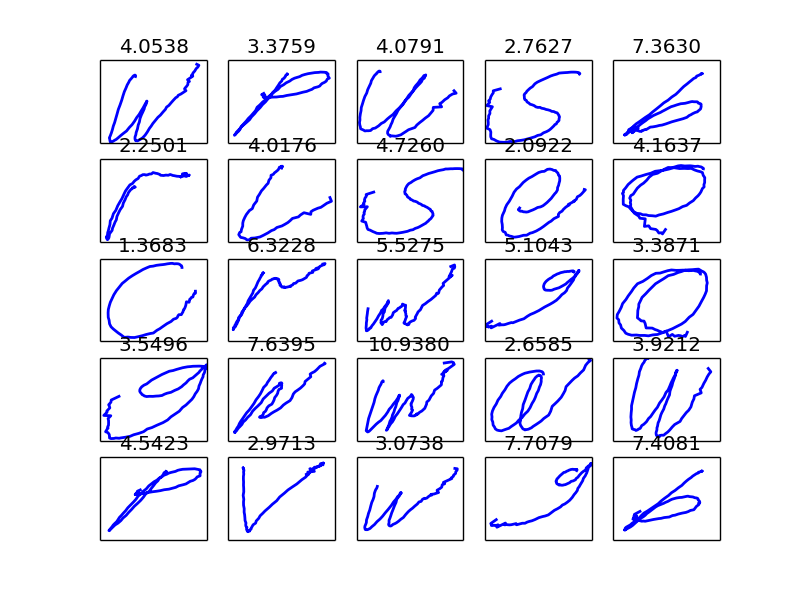 4.0538 3.3759 4.0791 2.7627 7.3630
w p u s b
2.2501 4.0176 4.7260 2.0922 4.1637
r v s e
1.3683 6.3228 5.5275 5.1043 3.3871
c r m g o
3.5496 7.6395 10.9380 2.6585 3.9212
g n m a u
4.5423 2.9713 3.0738 7.7079 7.4081
p v w g b